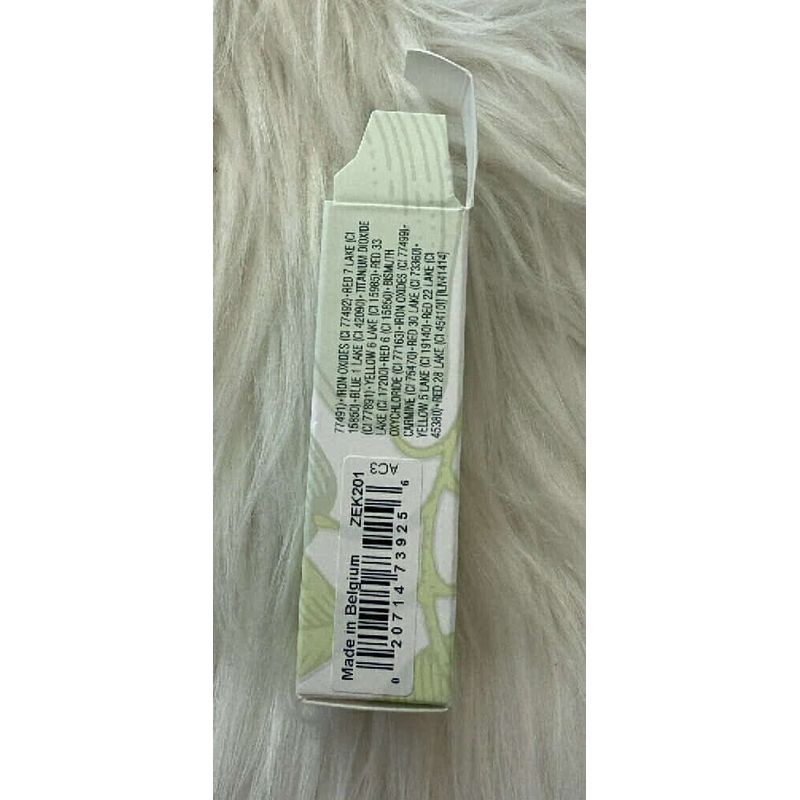 77491)•IRON OXIDES (CI 77492)•RED 7 LAKE (CI
15850)•BLUE 1 LAKE (CI 42090)•TITANIUM DIOXIDE
(CI 77891)•YELLOW 6 LAKE (CI 15985)•RED 33
LAKE (CI 17200)•RED 6 (CI 15850)•BISMUTH
OXYCHLORIDE (CI 77163)•IRON OXIDES (CI 77499)•
CARMINE (CI 75470)•RED 30 LAKE (CI 73360)•
YELLOW 5 LAKE (CI 19140)•RED 22 LAKE (CI
45380)•RED 28 LAKE (CI 45410)] [ILN41414]
Made in Belgium ZEK201
AC3
0 20714 73925 6